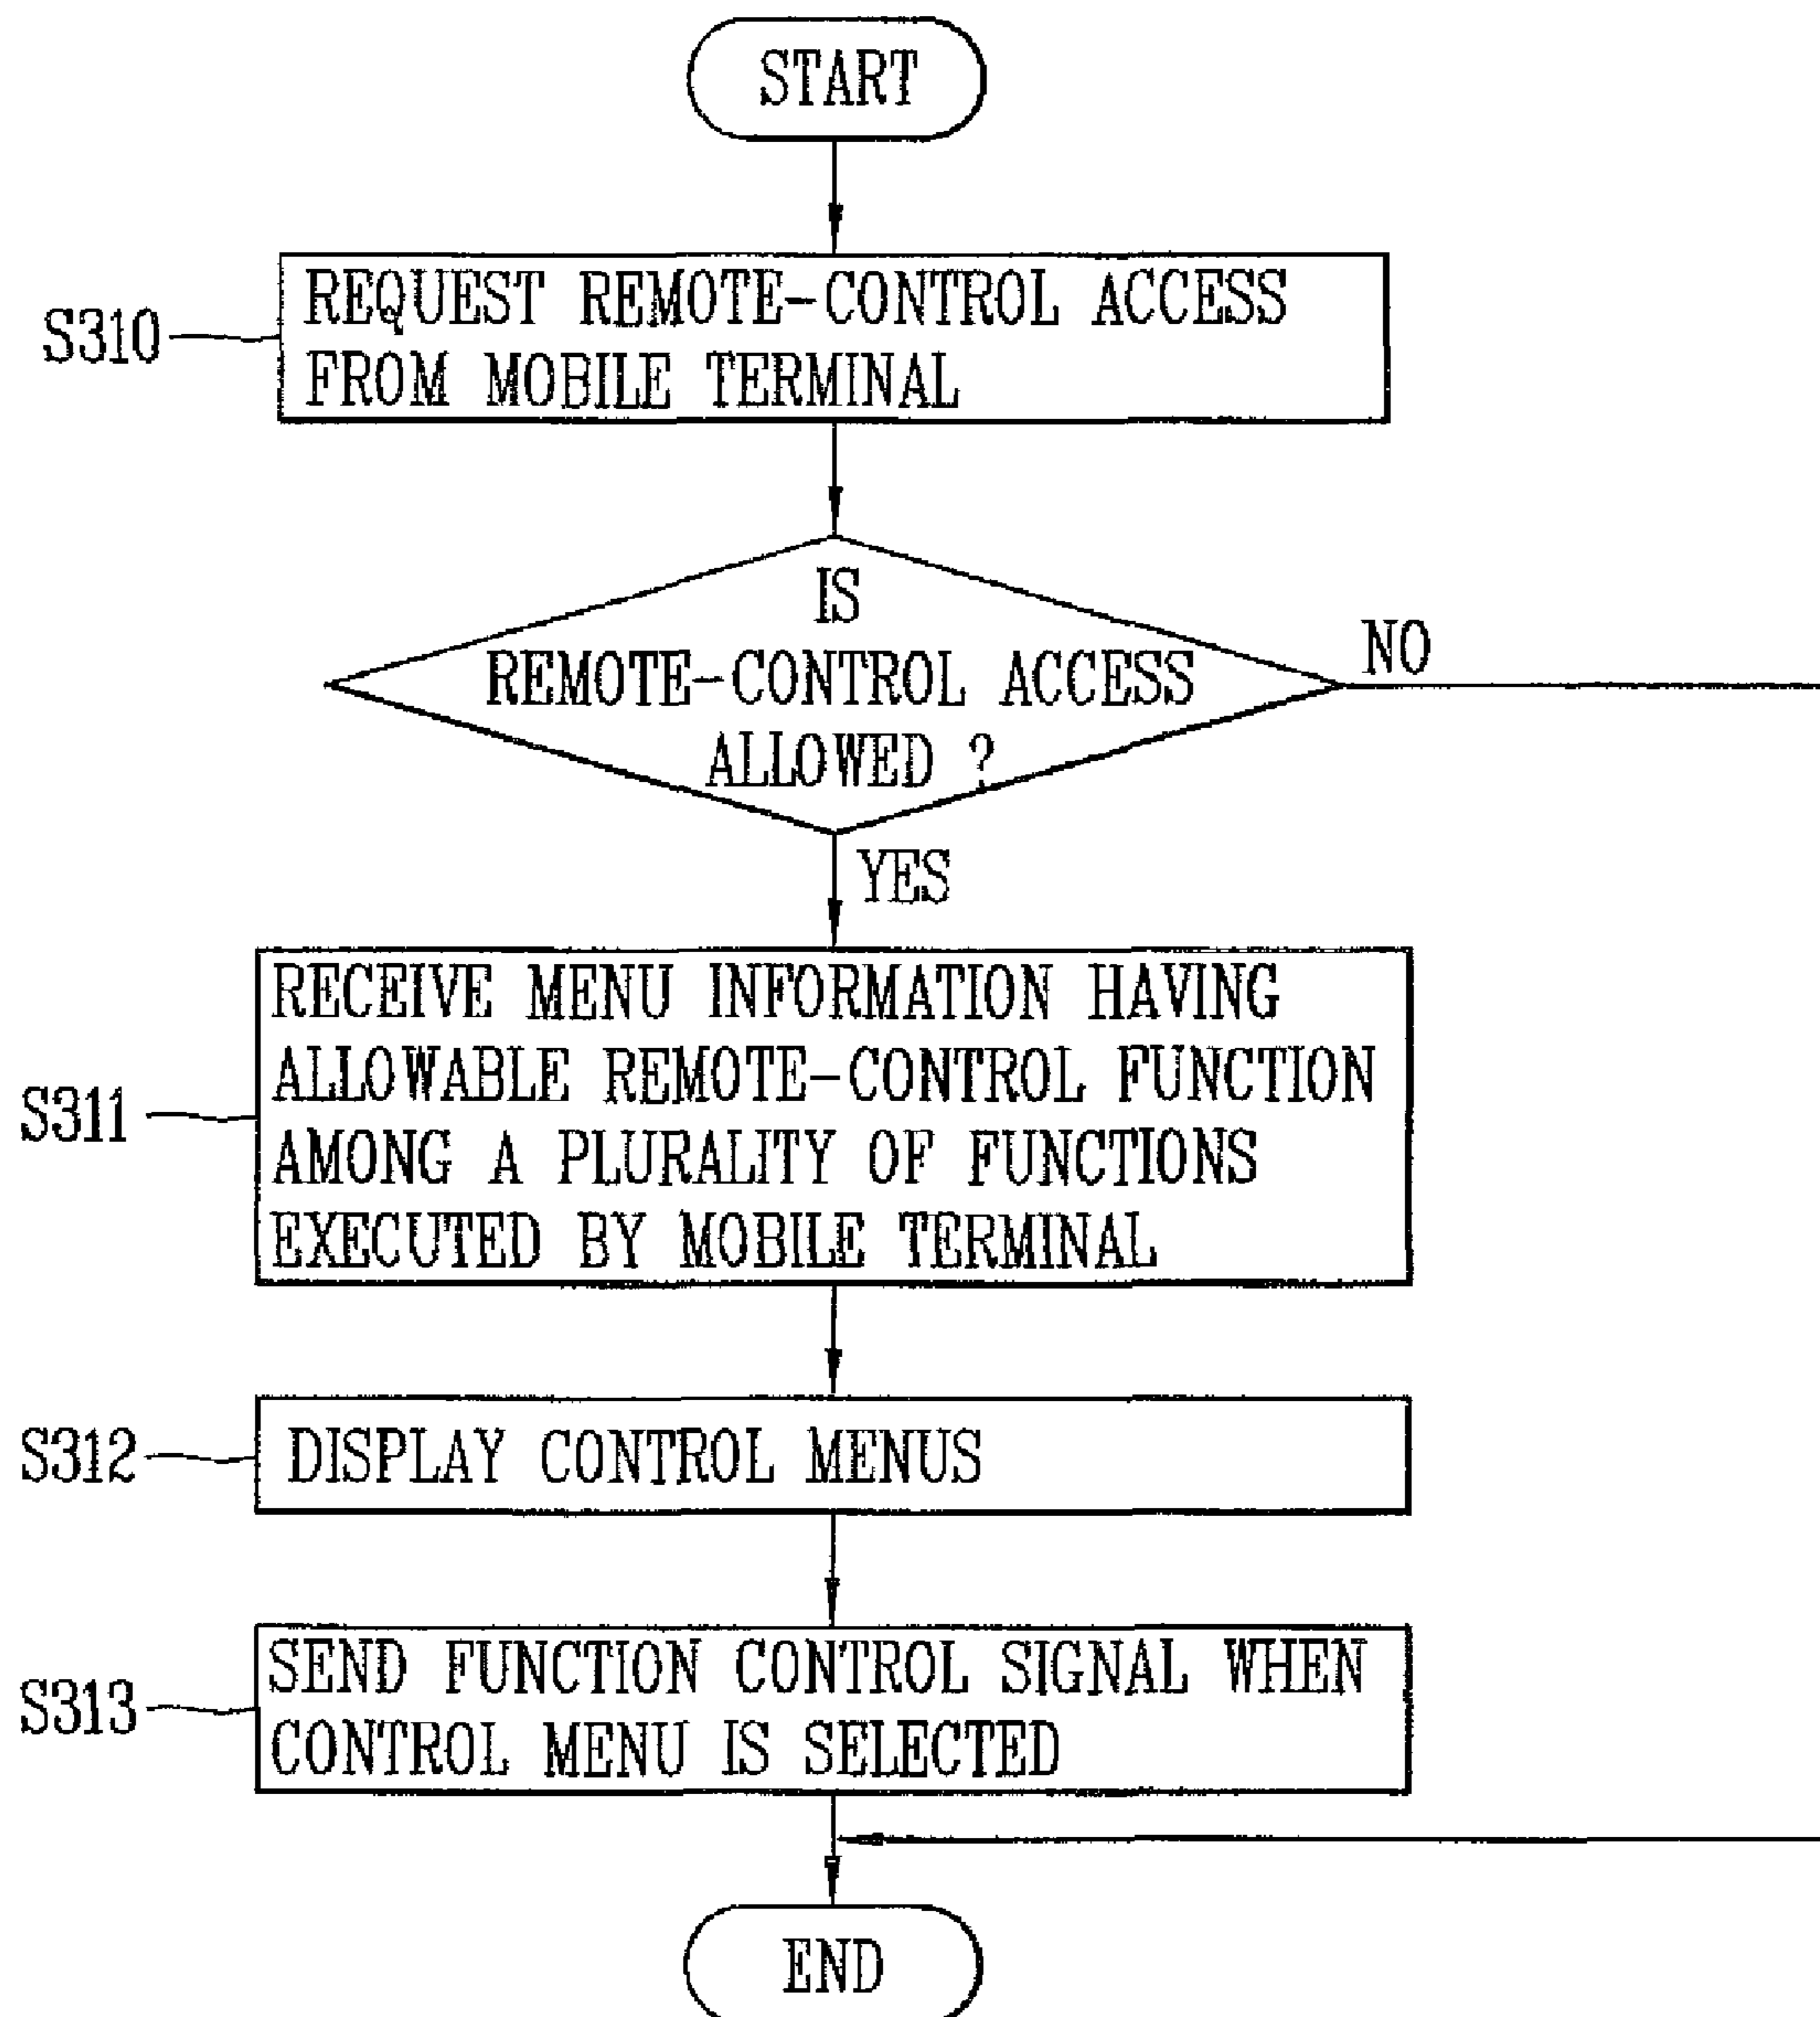 START
S310
REQUEST REMOTE-CONTROL ACCESS
FROM MOBILE TERMINAL
IS
REMOTE-CONTROL ACCESS
ALLOWED ?
NO
YES
S311
RECEIVE MENU INFORMATION HAVING
ALLOWABLE REMOTE-CONTROL FUNCTION
AMONG A PLURALITY OF FUNCTIONS
EXECUTED BY MOBILE TERMINAL
S312
DISPLAY CONTROL MENUS
S313
SEND FUNCTION CONTROL SIGNAL WHEN
CONTROL MENU IS SELECTED
END